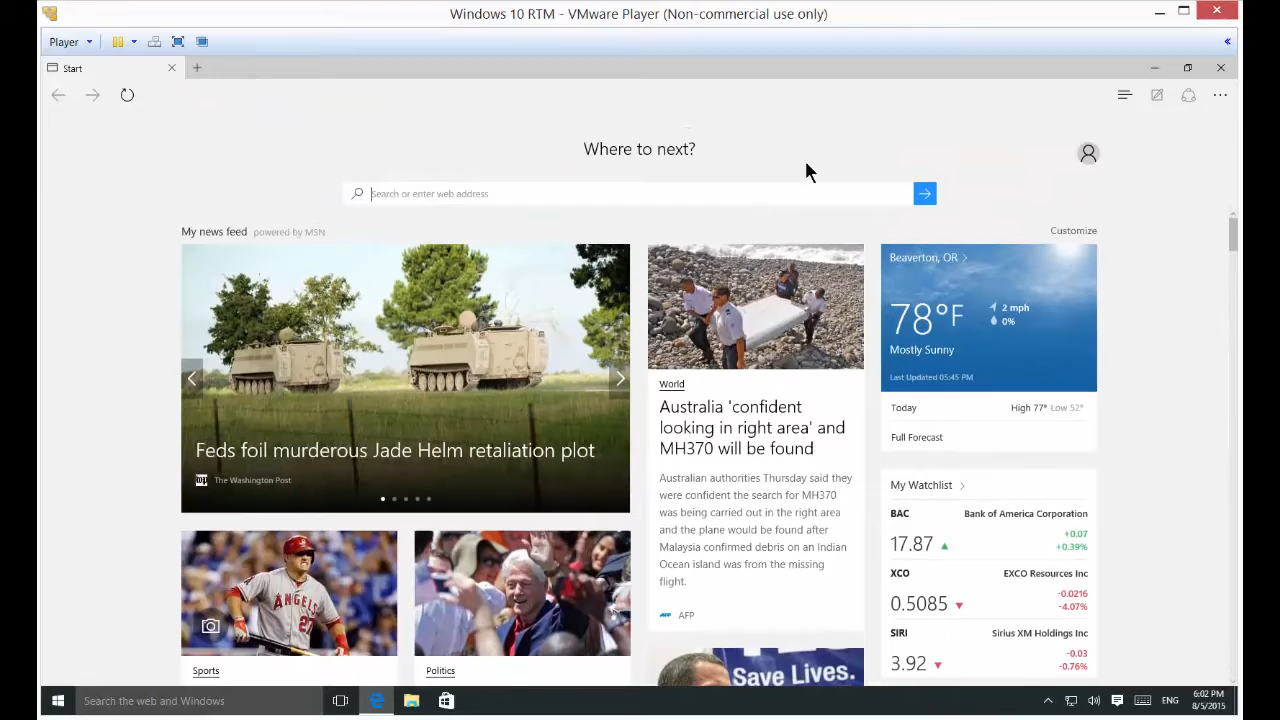 Windows 10 RTM - VMware Player (Non-commercial use only)
Player
Start
Where to next?
Search or enter web address
My news feed powered by MSN
Customize
Feds foil murderous Jade Helm retaliation plot
The Washington Post
Sports
Politics
World
Australia 'confident
looking in right area' and
MH370 will be found
Australian authorities Thursday said they
were confident the search for MH370
was being carried out in the right area
and the plane would be found after
Malaysia confirmed debris on an Indian
Ocean island was from the missing
flight.
AFP
Save Lives.
Beaverton, OR
78°F
2 mph
0%
Mostly Sunny
Last Updated 05:45 PM
Today High 77° Low 52°
Full Forecast
My Watchlist
BAC Bank of America Corporation
17.87 +0.07
+0.39%
XCO EXCO Resources Inc
0.5085 -0.0216
-4.07%
SIRI Sirius XM Holdings Inc
3.92 -0.03
-0.76%
ANGELS
27
Search the web and Windows
ENG
6:02 PM
8/5/2015